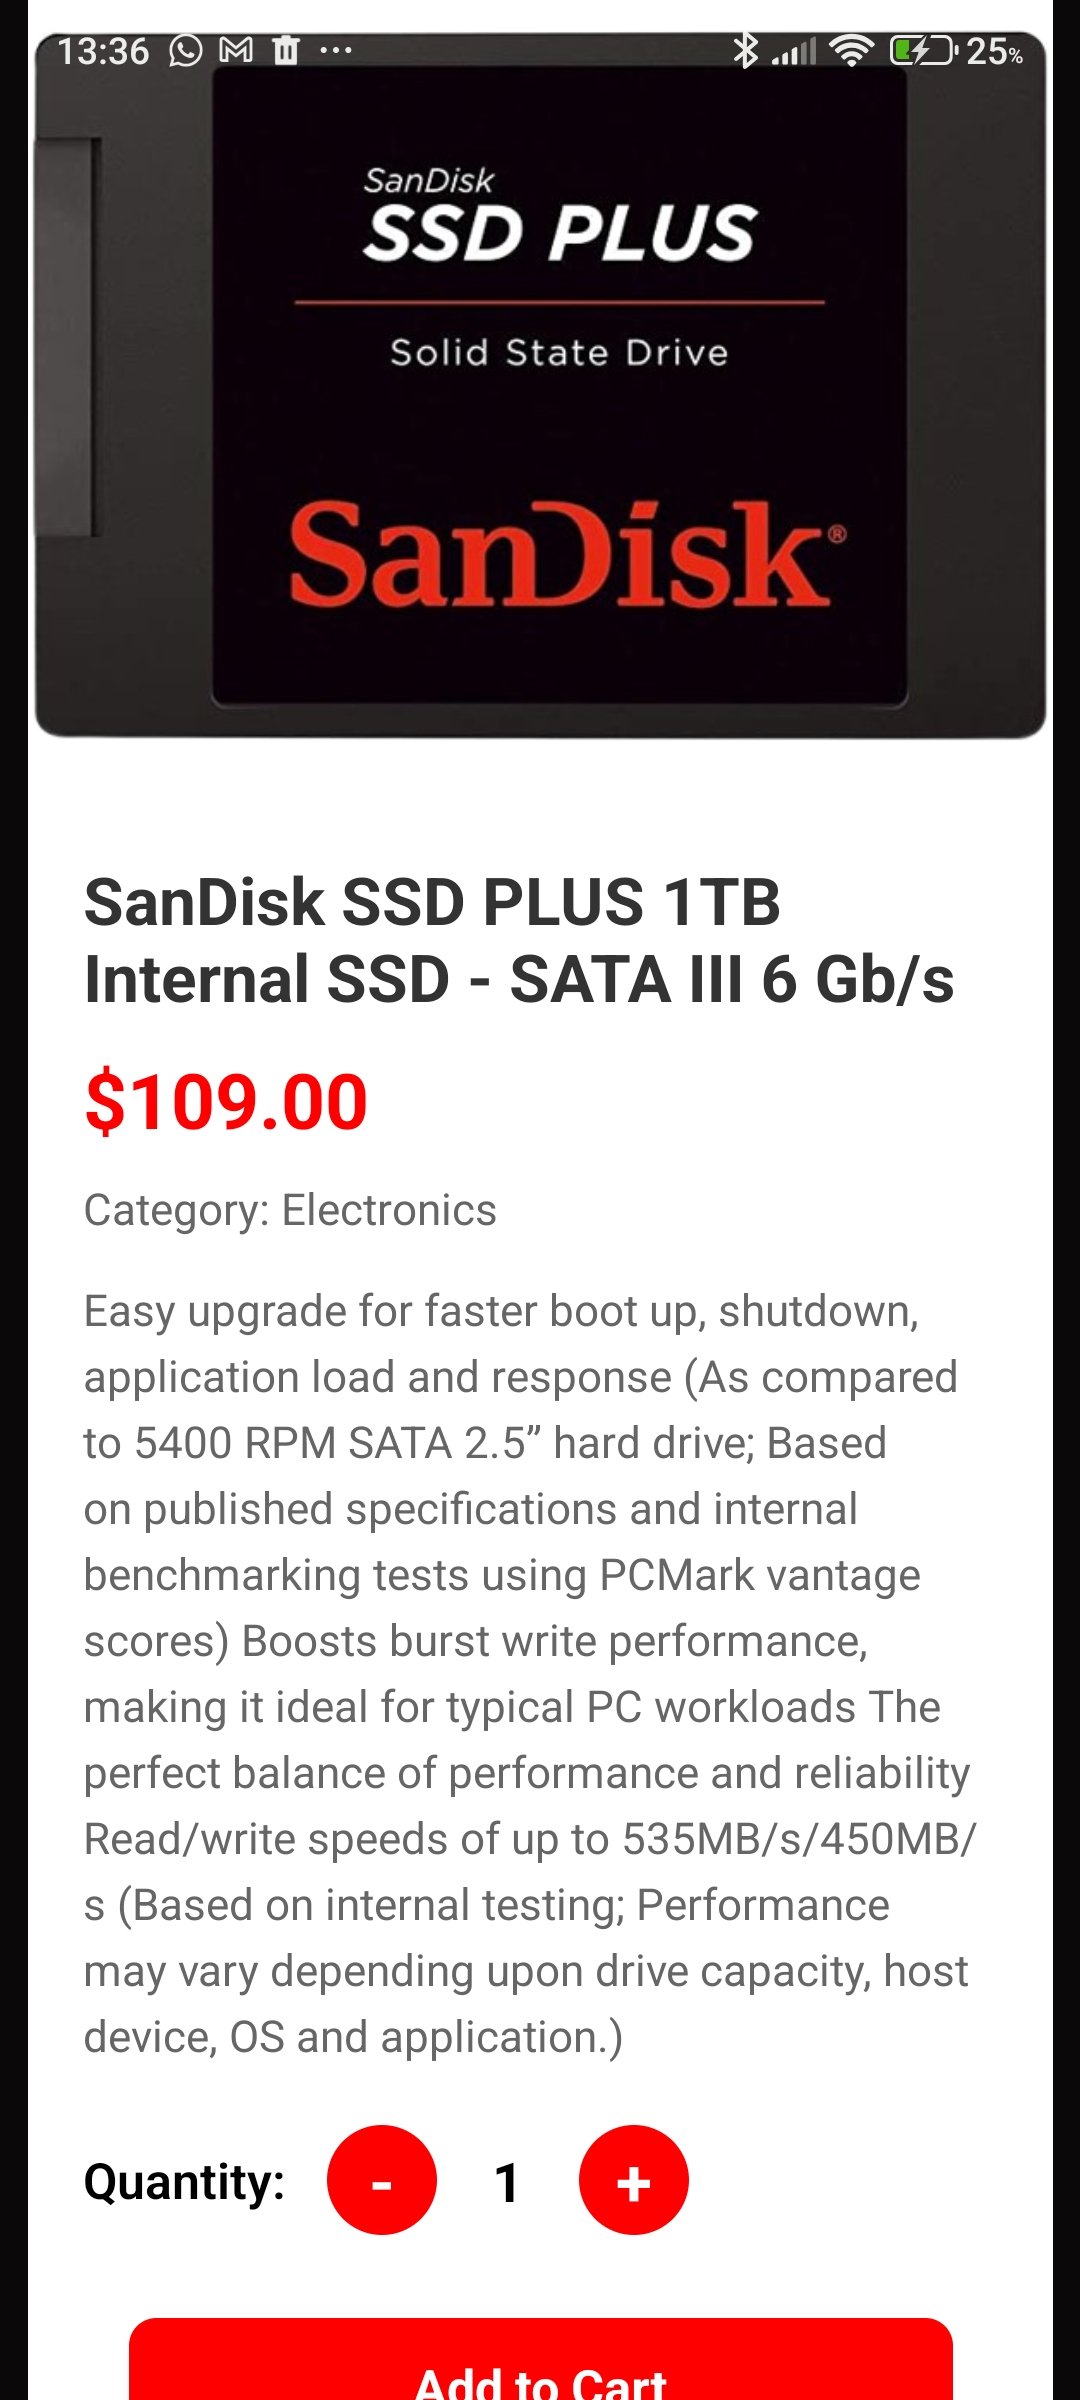 13:36 ... 25%
SanDisk
SSD PLUS
Solid State Drive
SanDisk®
SanDisk SSD PLUS 1TB
Internal SSD - SATA III 6 Gb/s
$109.00
Category: Electronics
Easy upgrade for faster boot up, shutdown,
application load and response (As compared
to 5400 RPM SATA 2.5” hard drive; Based
on published specifications and internal
benchmarking tests using PCMark vantage
scores) Boosts burst write performance,
making it ideal for typical PC workloads The
perfect balance of performance and reliability
Read/write speeds of up to 535MB/s/450MB/
s (Based on internal testing; Performance
may vary depending upon drive capacity, host
device, OS and application.)
Quantity: - 1 +
Add to Cart